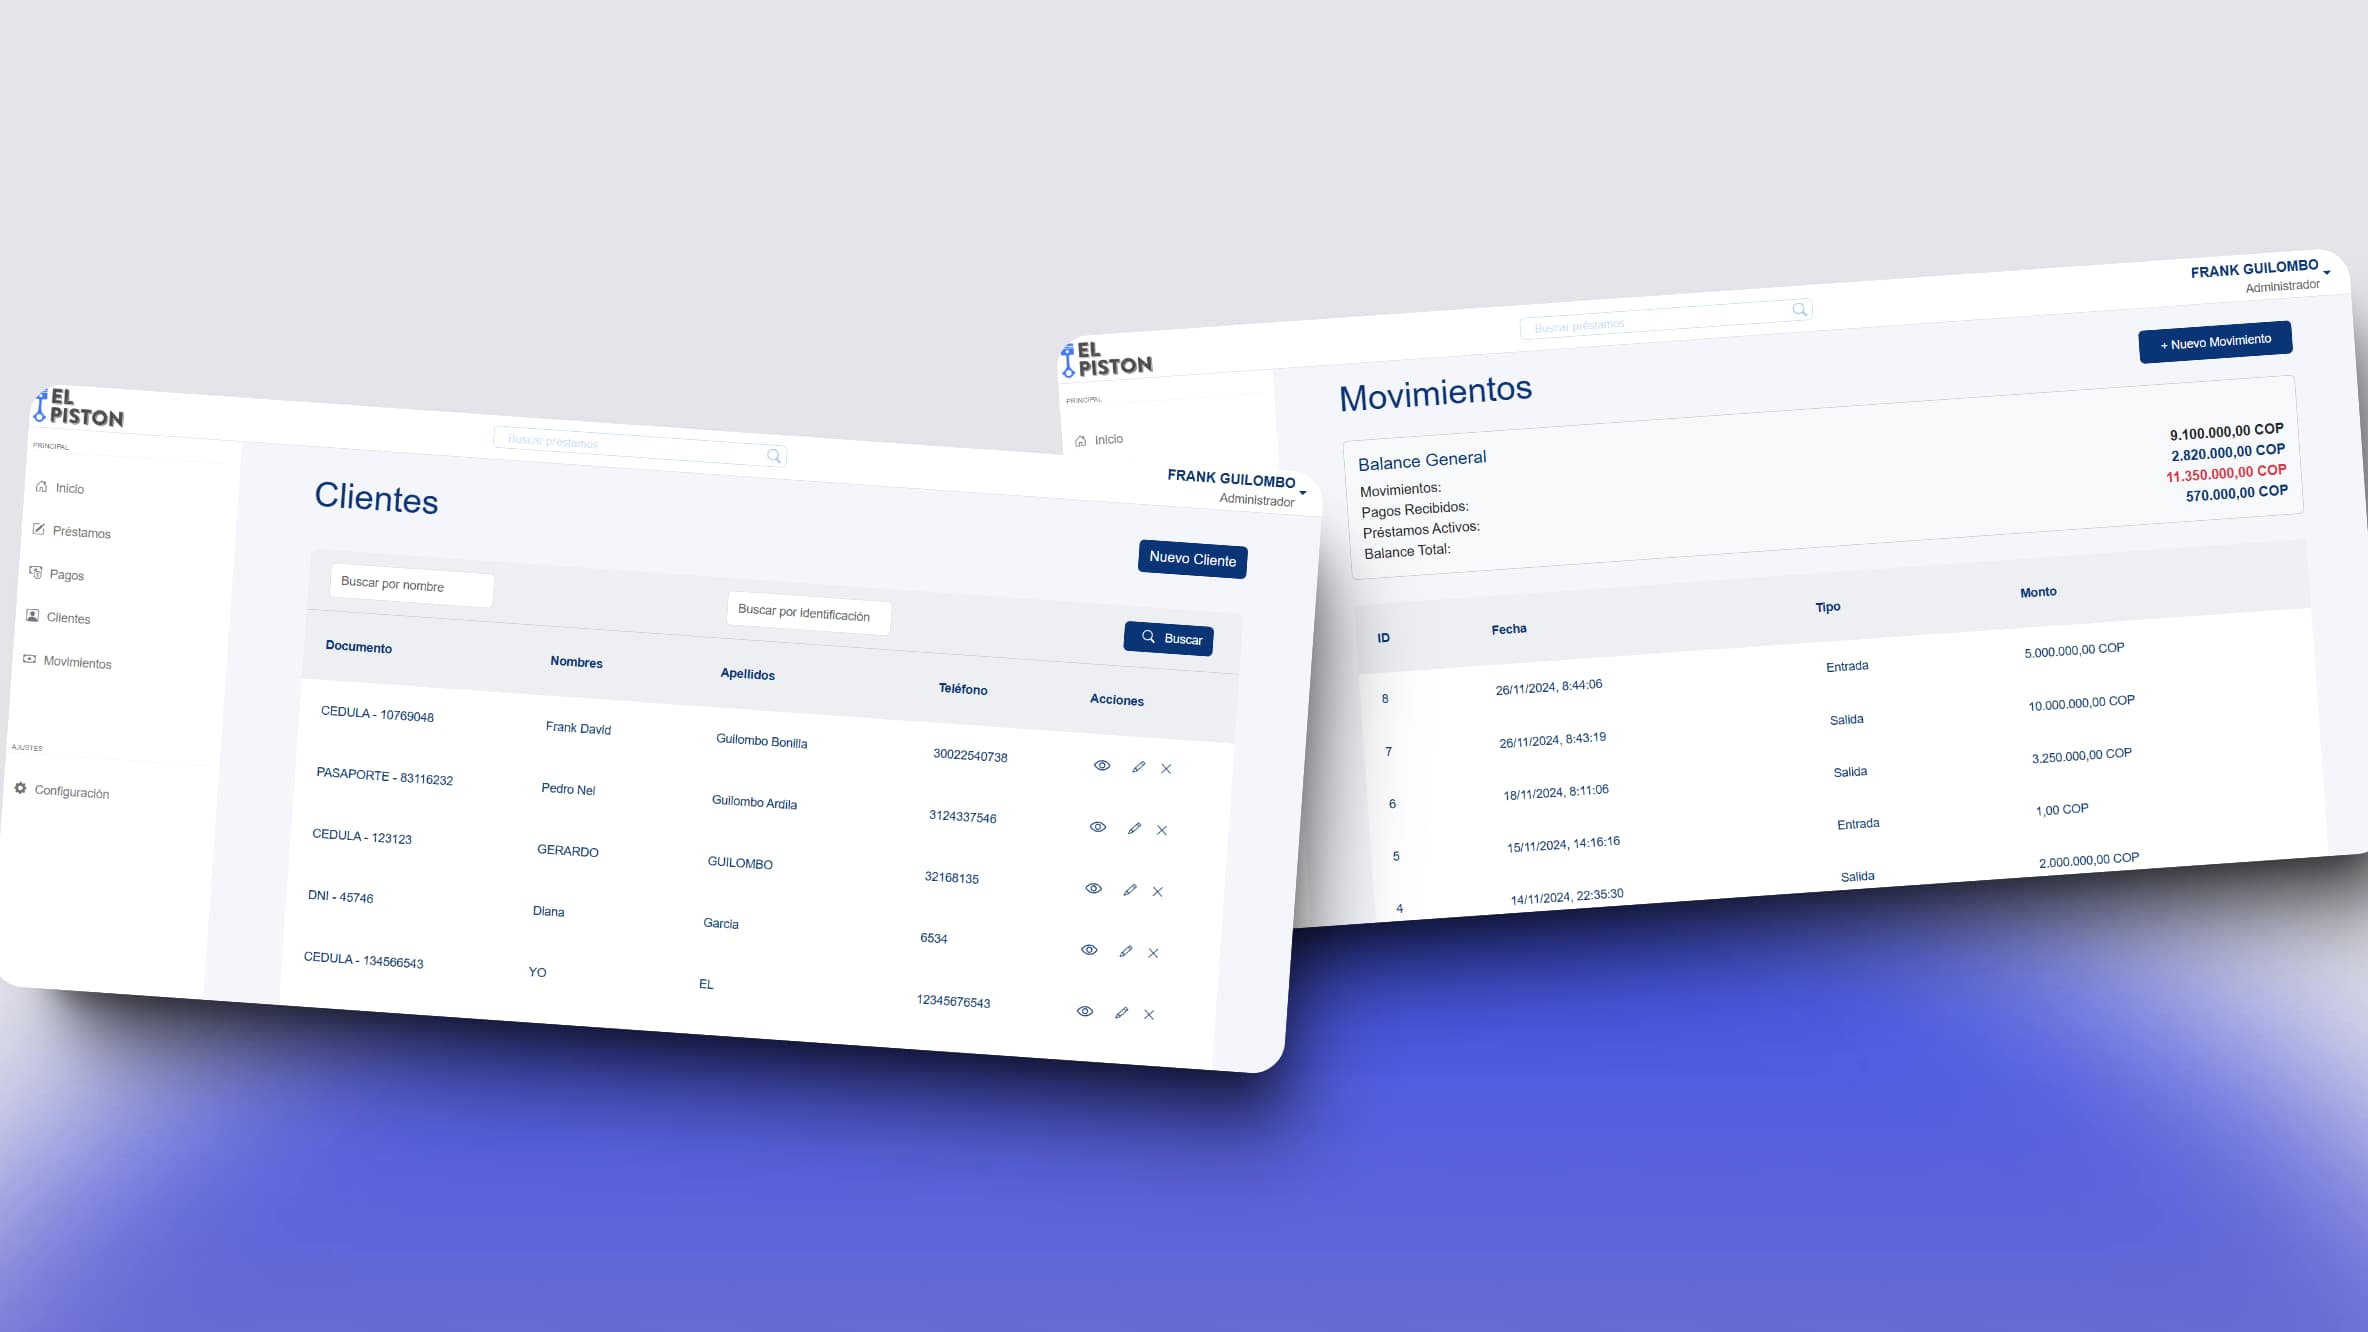 EL
PISTON
Buscar préstamos
FRANK GUILOMBO
Administrador
PRINCIPAL
Inicio
Préstamos
Pagos
Clientes
Movimientos
AJUSTES
Configuración
Clientes
Nuevo Cliente
Buscar por nombre
Buscar por identificación
Buscar
Documento Nombres Apellidos Teléfono Acciones
CEDULA - 10769048 Frank David Guilombo Bonilla 30022540738
PASAPORTE - 83116232 Pedro Nel Guilombo Ardila 3124337546
CEDULA - 123123 GERARDO GUILOMBO 32168135
DNI - 45746 Diana Garcia 6534
CEDULA - 134566543 YO EL 12345676543
EL
PISTON
Buscar préstamos
FRANK GUILOMBO
Administrador
PRINCIPAL
Inicio
Movimientos
+ Nuevo Movimiento
Balance General
Movimientos: 9.100.000,00 COP
Pagos Recibidos: 2.820.000,00 COP
Préstamos Activos: 11.350.000,00 COP
Balance Total: 570.000,00 COP
ID Fecha Tipo Monto
8 26/11/2024, 8:44:06 Entrada 5.000.000,00 COP
7 26/11/2024, 8:43:19 Salida 10.000.000,00 COP
6 18/11/2024, 8:11:06 Salida 3.250.000,00 COP
5 15/11/2024, 14:16:16 Entrada 1,00 COP
4 14/11/2024, 22:35:30 Salida 2.000.000,00 COP